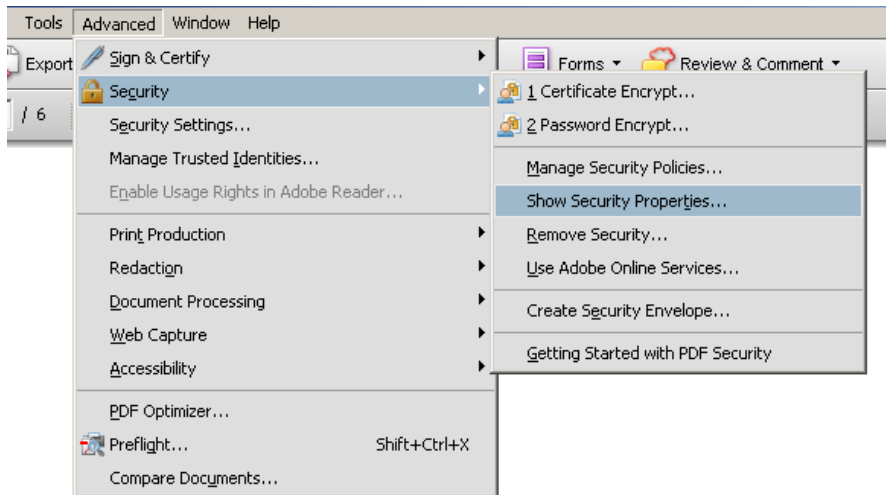 Tools Advanced Window Help
Export
Forms Review & Comment
/ 6
Sign & Certify
Security
Security Settings...
Manage Trusted Identities...
Enable Usage Rights in Adobe Reader...
Print Production
Redaction
Document Processing
Web Capture
Accessibility
PDF Optimizer...
Preflight... Shift+Ctrl+X
Compare Documents...
1 Certificate Encrypt...
2 Password Encrypt...
Manage Security Policies...
Show Security Properties...
Remove Security...
Use Adobe Online Services...
Create Security Envelope...
Getting Started with PDF Security